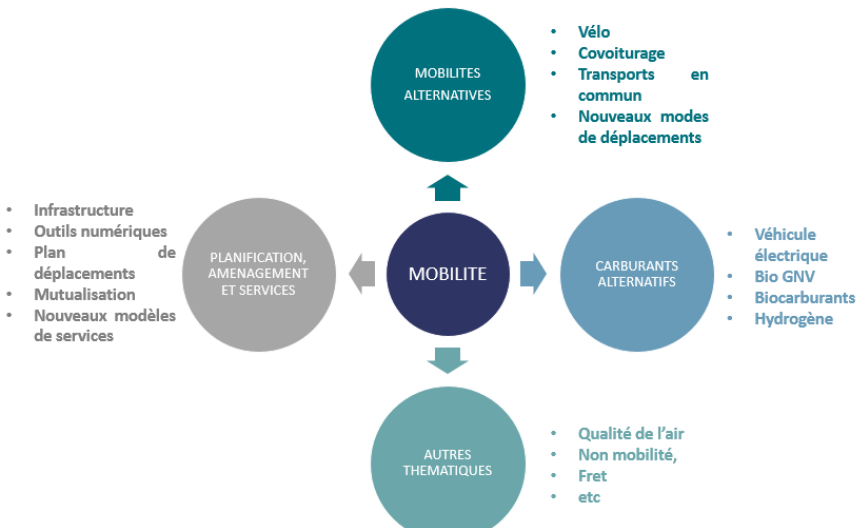 MOBILITES
ALTERNATIVES
• Vélo
• Covoiturage
• Transports en
commun
• Nouveaux modes
de déplacements
• Infrastructure
• Outils numériques
• Plan de
déplacements
• Mutualisation
• Nouveaux modèles
de services
PLANIFICATION,
AMENAGEMENT
ET SERVICES
MOBILITE
CARBURANTS
ALTERNATIFS
• Véhicule
électrique
• Bio GNV
• Biocarburants
• Hydrogène
AUTRES
THEMATIQUES
• Qualité de l’air
• Non mobilité,
• Fret
• etc